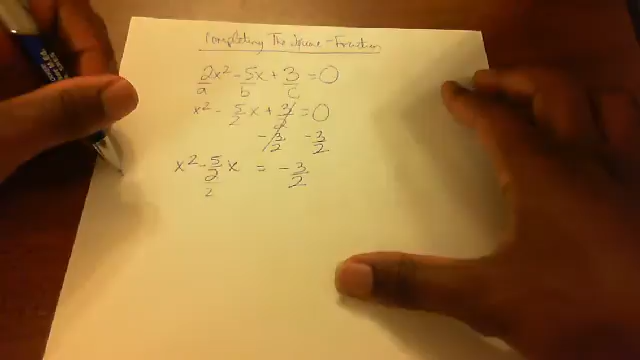 Completing The Square - Fraction
2x² - 5x + 3 = 0
a b c
x² - 5/2 x + 3/2 = 0
- 3/2 - 3/2
x² - 5/2 x = - 3/2
2